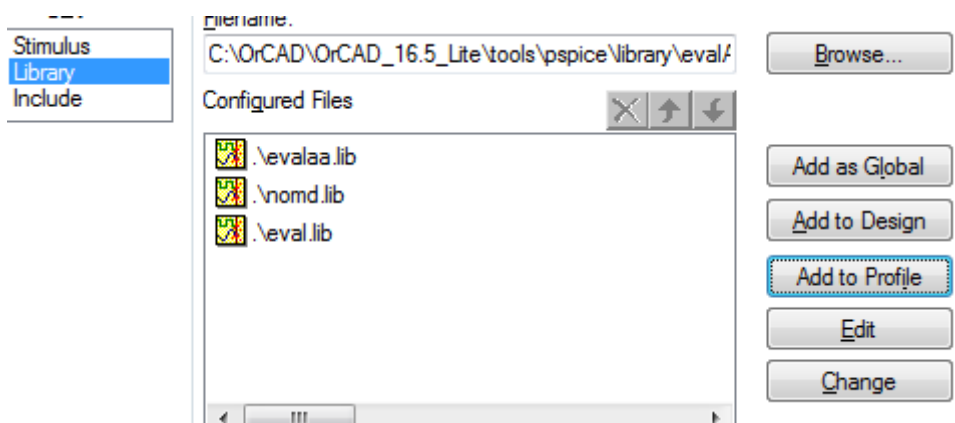 Filename:
Stimulus
Library
Include
C:\OrCAD\OrCAD_16.5_Lite\tools\pspice\library\evalA
Browse...
Configured Files
.\evalaa.lib
.\nomd.lib
.\eval.lib
Add as Global
Add to Design
Add to Profile
Edit
Change